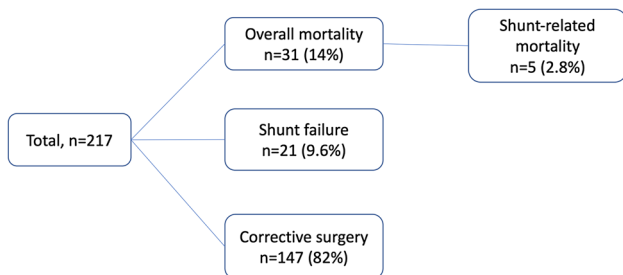 Total, n=217
Overall mortality
n=31 (14%)
Shunt-related
mortality
n=5 (2.8%)
Shunt failure
n=21 (9.6%)
Corrective surgery
n=147 (82%)